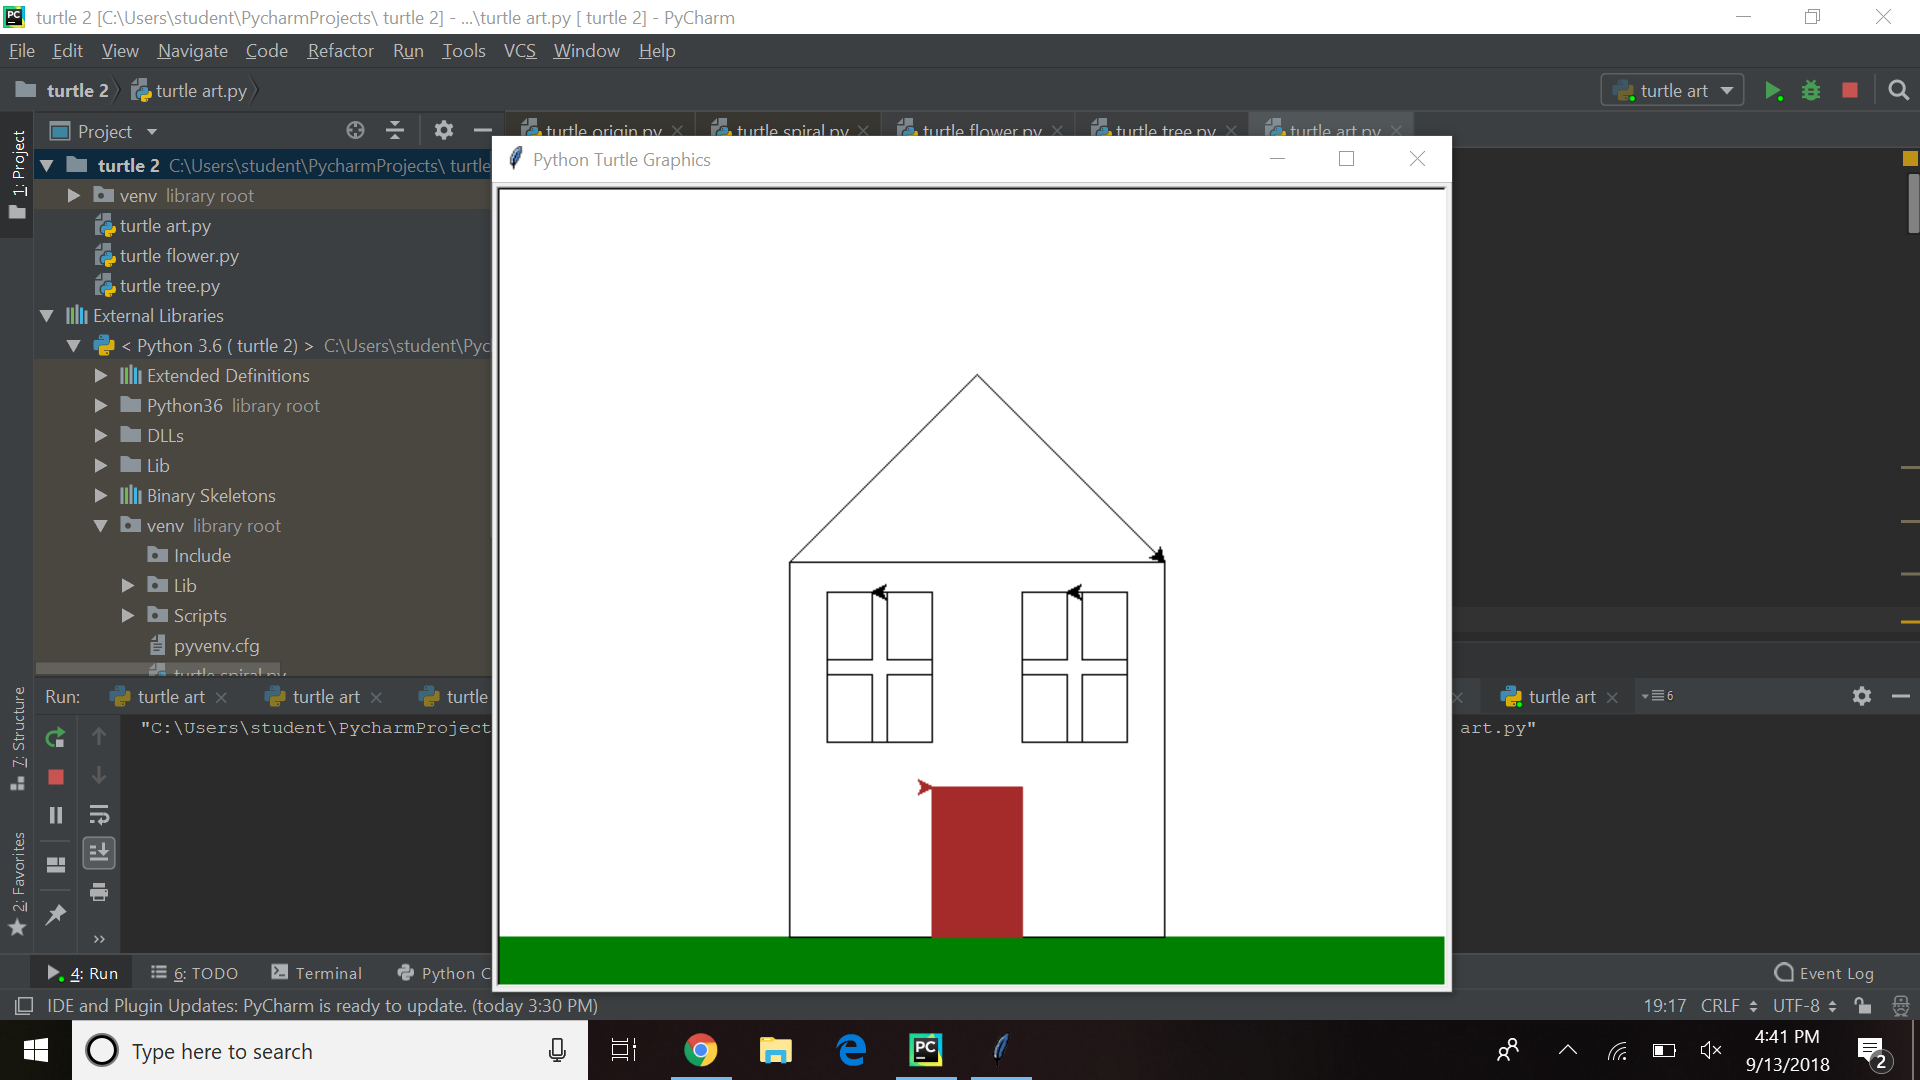 turtle 2 [C:\Users\student\PycharmProjects\ turtle 2] - ...\turtle art.py [ turtle 2] - PyCharm
File Edit View Navigate Code Refactor Run Tools VCS Window Help
turtle 2 turtle art.py turtle art
1: Project
Project
turtle origin.py turtle spiral.py turtle flower.py turtle tree.py turtle art.py
Python Turtle Graphics
turtle 2 C:\Users\student\PycharmProjects\ turtle
venv library root
turtle art.py
turtle flower.py
turtle tree.py
External Libraries
< Python 3.6 ( turtle 2) > C:\Users\student\Pyc
Extended Definitions
Python36 library root
DLLs
Lib
Binary Skeletons
venv library root
Include
Lib
Scripts
pyvenv.cfg
turtle spiral.py
7: Structure
2: Favorites
Run: turtle art turtle art turtle turtle art 6
"C:\Users\student\PycharmProject art.py"
4: Run 6: TODO Terminal Python C Event Log
IDE and Plugin Updates: PyCharm is ready to update. (today 3:30 PM) 19:17 CRLF UTF-8
Type here to search
PC
4:41 PM
9/13/2018
2